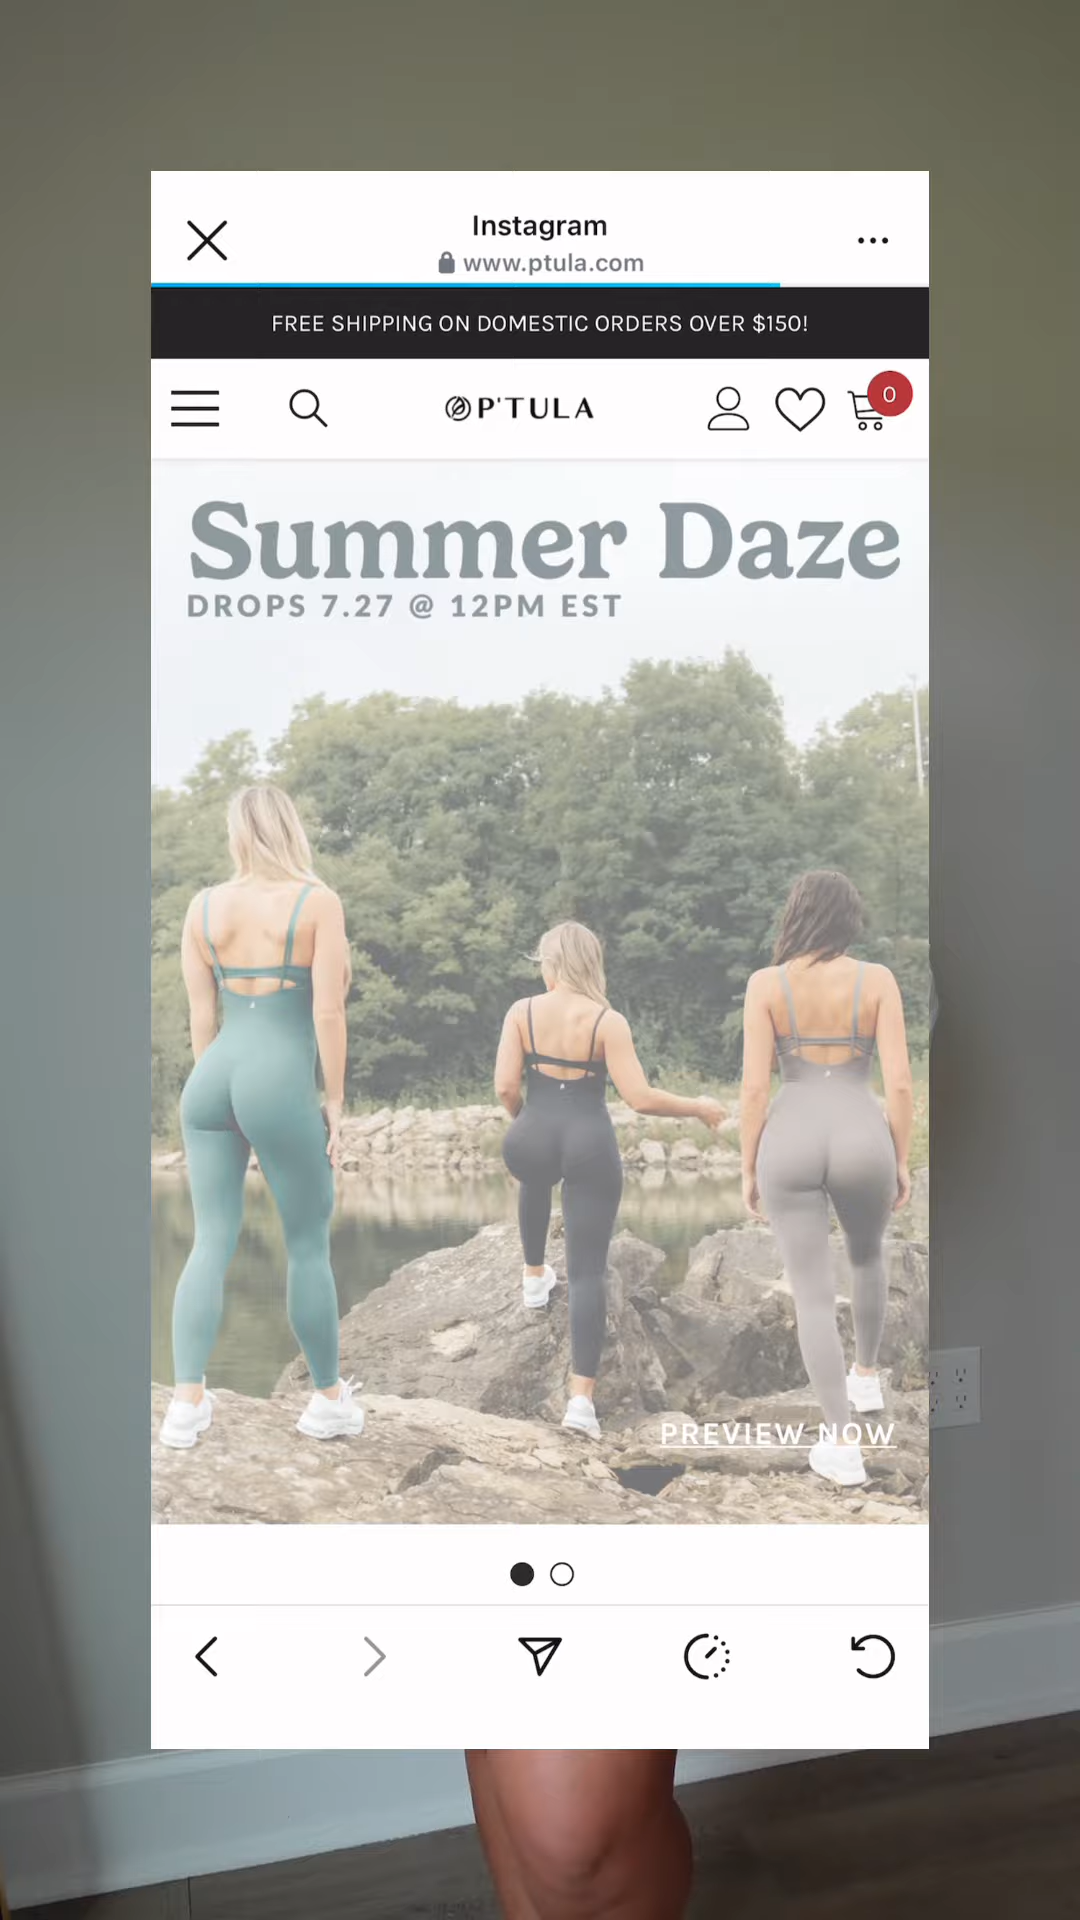 Instagram
www.ptula.com
FREE SHIPPING ON DOMESTIC ORDERS OVER $150!
P'TULA
0
Summer Daze
DROPS 7.27 @ 12PM EST
PREVIEW NOW